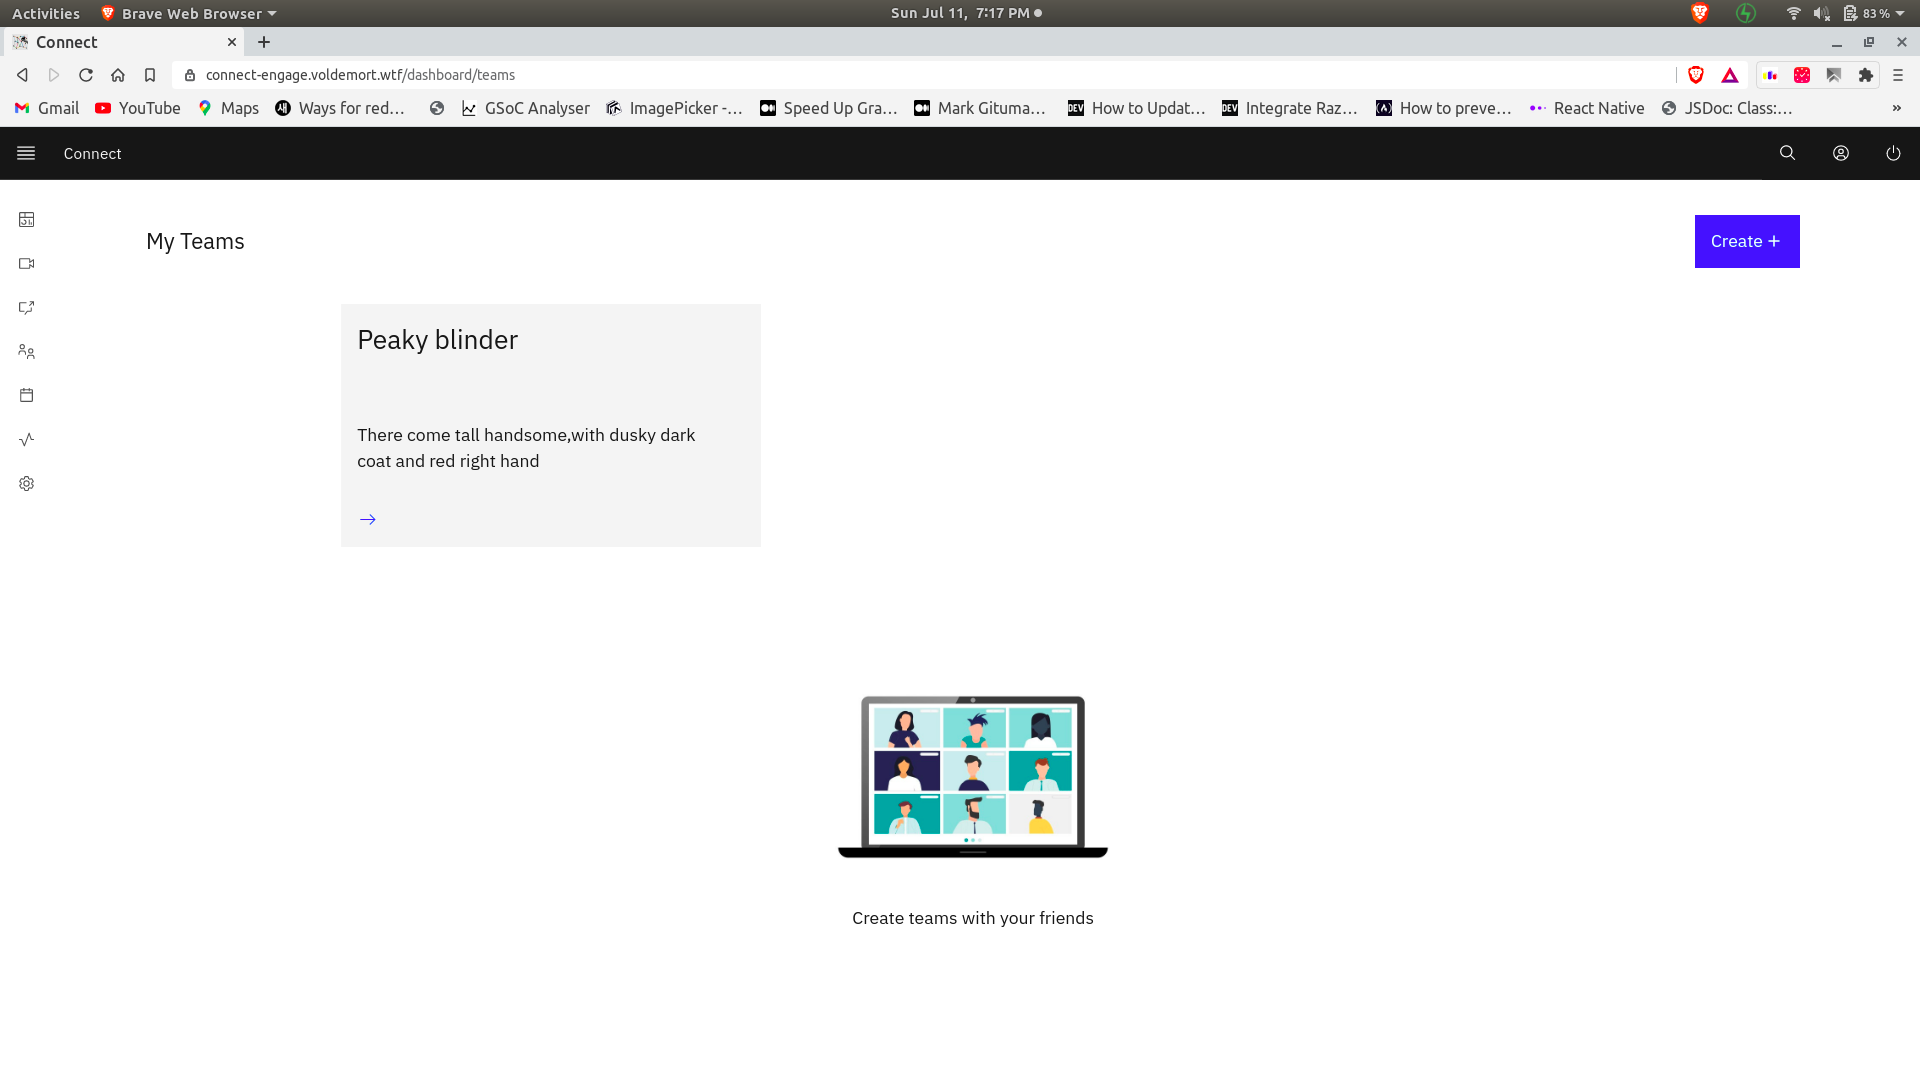 Activities Brave Web Browser Sun Jul 11, 7:17 PM 83 %
Connect
connect-engage.voldemort.wtf/dashboard/teams
Gmail YouTube Maps Ways for red… GSoC Analyser ImagePicker -… Speed Up Gra… Mark Gituma… How to Updat… Integrate Raz… How to preve… React Native JSDoc: Class:… »
Connect
My Teams
Create +
Peaky blinder
There come tall handsome,with dusky dark
coat and red right hand
Create teams with your friends